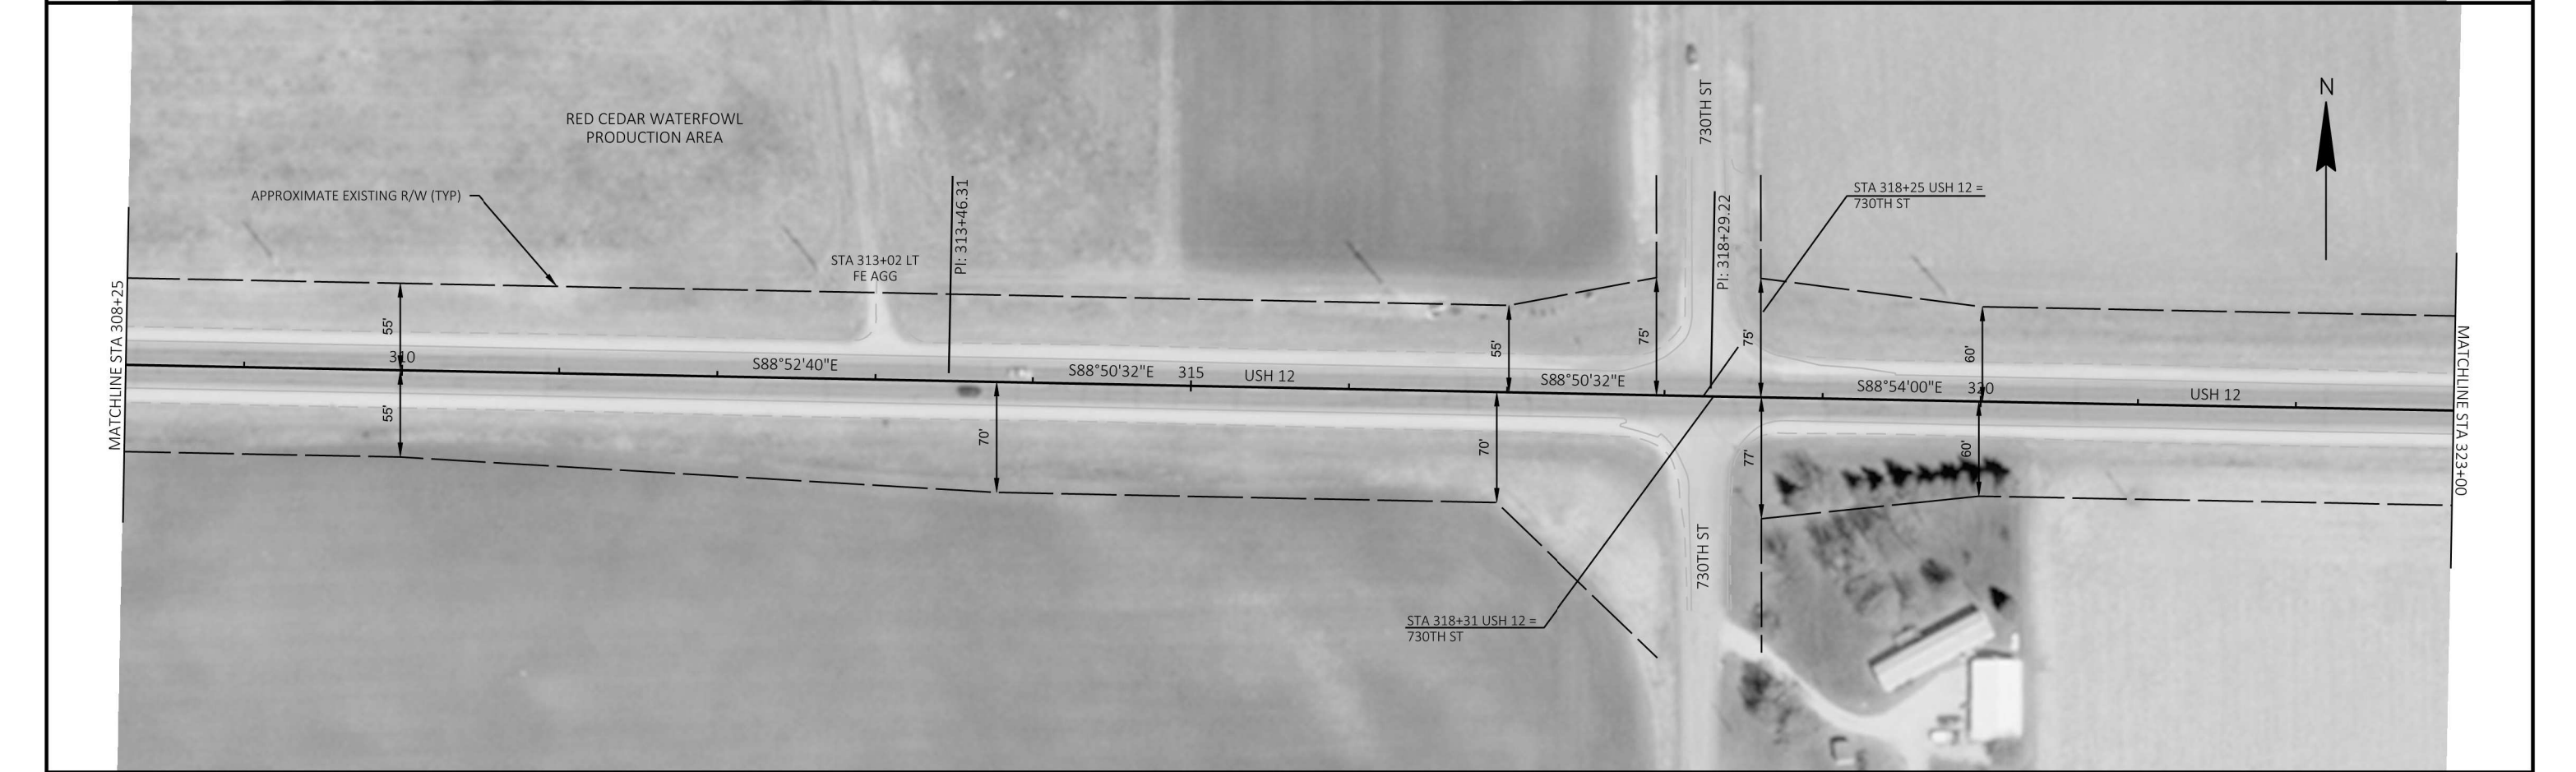 N
730TH ST
RED CEDAR WATERFOWL
PRODUCTION AREA
APPROXIMATE EXISTING R/W (TYP)
PI: 313+46.31
PI: 318+29.22
STA 318+25 USH 12 =
730TH ST
STA 313+02 LT
FE AGG
MATCHLINE STA 308+25
55'
310
55'
S88°52'40"E
70'
S88°50'32"E
315
USH 12
55'
70'
S88°50'32"E
75'
75'
77'
S88°54'00"E
60'
320
60'
USH 12
MATCHLINE STA 323+00
730TH ST
STA 318+31 USH 12 =
730TH ST